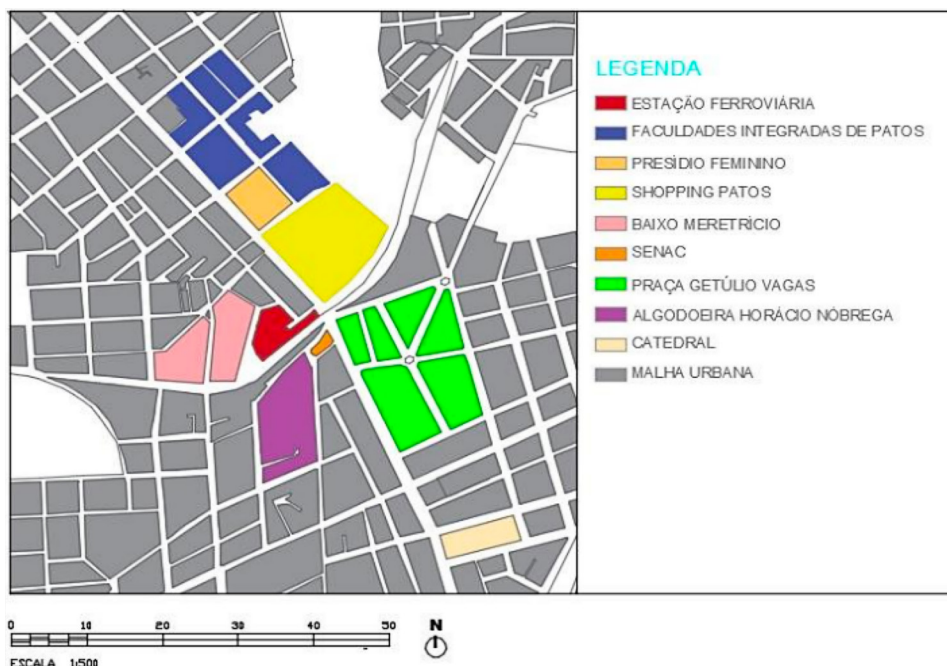 LEGENDA
ESTAÇÃO FERROVIÁRIA
FACULDADES INTEGRADAS DE PATOS
PRESÍDIO FEMININO
SHOPPING PATOS
BAIXO MERETRÍCIO
SENAC
PRAÇA GETÚLIO VAGAS
ALGODOEIRA HORÁCIO NÓBREGA
CATEDRAL
MALHA URBANA
0 10 20 30 40 50
N
ESCALA 1:500